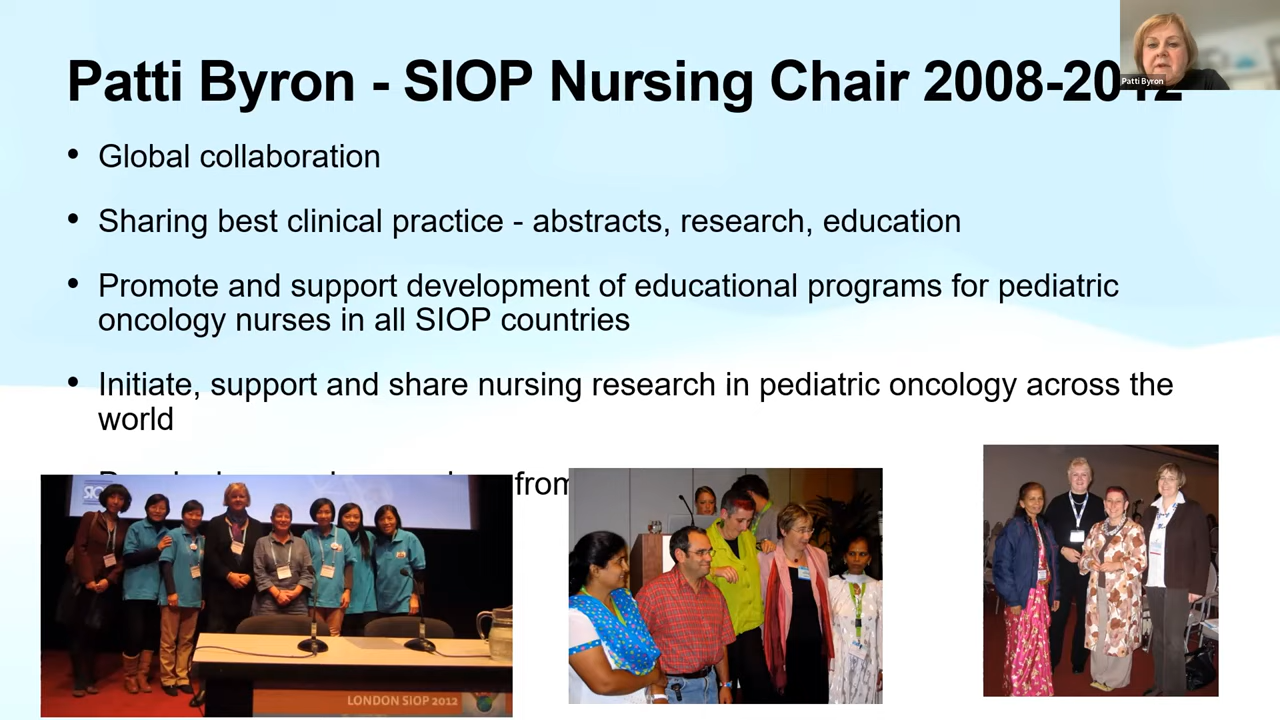 Patti Byron - SIOP Nursing Chair 2008-2012
Patti Byron
• Global collaboration
• Sharing best clinical practice - abstracts, research, education
• Promote and support development of educational programs for pediatric
oncology nurses in all SIOP countries
• Initiate, support and share nursing research in pediatric oncology across the
world
from
LONDON SIOP 2012